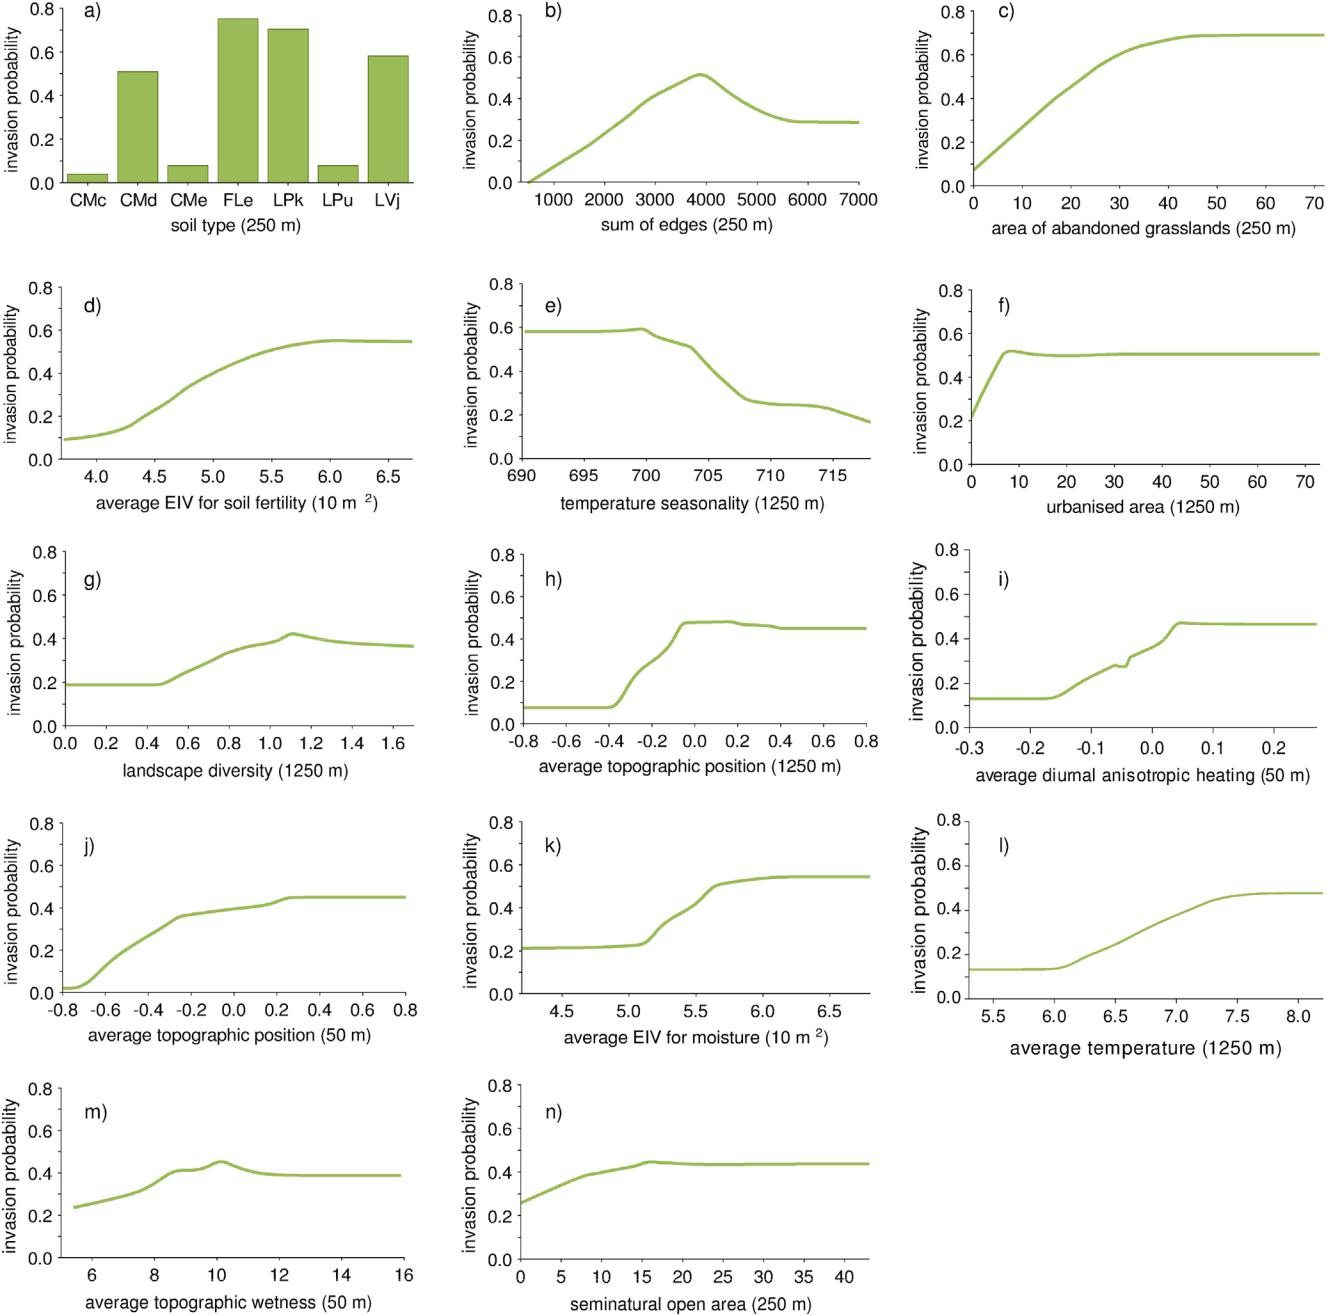 a)
invasion probability
0.8
0.6
0.4
0.2
0.0
CMc CMd CMe FLe LPk LPu LVj
soil type (250 m)
b)
invasion probability
0.8
0.6
0.4
0.2
0.0
1000 2000 3000 4000 5000 6000 7000
sum of edges (250 m)
c)
invasion probability
0.8
0.6
0.4
0.2
0.0
0 10 20 30 40 50 60 70
area of abandoned grasslands (250 m)
d)
invasion probability
0.8
0.6
0.4
0.2
0.0
4.0 4.5 5.0 5.5 6.0 6.5
average EIV for soil fertility (10 m ²)
e)
invasion probability
0.8
0.6
0.4
0.2
0.0
690 695 700 705 710 715
temperature seasonality (1250 m)
f)
invasion probability
0.8
0.6
0.4
0.2
0.0
0 10 20 30 40 50 60 70
urbanised area (1250 m)
g)
invasion probability
0.8
0.6
0.4
0.2
0.0
0.0 0.2 0.4 0.6 0.8 1.0 1.2 1.4 1.6
landscape diversity (1250 m)
h)
invasion probability
0.8
0.6
0.4
0.2
0.0
-0.8 -0.6 -0.4 -0.2 0.0 0.2 0.4 0.6 0.8
average topographic position (1250 m)
i)
invasion probability
0.8
0.6
0.4
0.2
0.0
-0.3 -0.2 -0.1 0.0 0.1 0.2
average diurnal anisotropic heating (50 m)
j)
invasion probability
0.8
0.6
0.4
0.2
0.0
-0.8 -0.6 -0.4 -0.2 0.0 0.2 0.4 0.6 0.8
average topographic position (50 m)
k)
invasion probability
0.8
0.6
0.4
0.2
0.0
4.5 5.0 5.5 6.0 6.5
average EIV for moisture (10 m ²)
l)
invasion probability
0.8
0.6
0.4
0.2
0.0
5.5 6.0 6.5 7.0 7.5 8.0
average temperature (1250 m)
m)
invasion probability
0.8
0.6
0.4
0.2
0.0
6 8 10 12 14 16
average topographic wetness (50 m)
n)
invasion probability
0.8
0.6
0.4
0.2
0.0
0 5 10 15 20 25 30 35 40
seminatural open area (250 m)